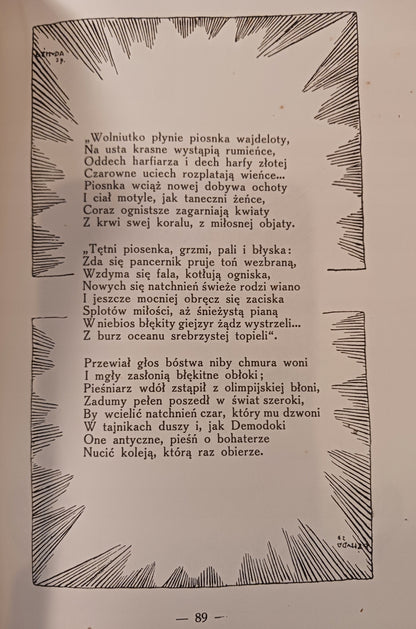 39.
„Wolniutko płynie piosnka wajdeloty,
Na usta krasne wystąpią rumieńce,
Oddech harfiarza i dech harfy złotej
Czarowne uciech rozplatają wieńce...
Piosnka wciąż nowej dobywa ochoty
I ciał motyle, jak taneczni żeńce,
Coraz ognistsze zagarniają kwiaty
Z krwi swej koralu, z miłosnej objaty.
„Tętni piosenka, grzmi, pali i błyska:
Zda się pancernik pruje toń wezbraną,
Wzdyma się fala, kotłują ogniska,
Nowych się natchnień świeże rodzi wiano
I jeszcze mocniej obręcz się zaciska
Splotów miłości, aż śnieżystą pianą
W niebios błękity giejzyr żądz wystrzeli...
Z burz oceanu srebrzystej topieli“.
Przewiał głos bóstwa niby chmura woni
I mgły zasłonią błękitne obłoki;
Pieśniarz wdół zstąpił z olimpijskiej błoni,
Zadumy pełen poszedł w świat szeroki,
By wcielić natchnień czar, który mu dzwoni
W tajnikach duszy i, jak Demodoki
One antyczne, pieśń o bohaterze
Nucić koleją, którą raz obierze.
— 89 —